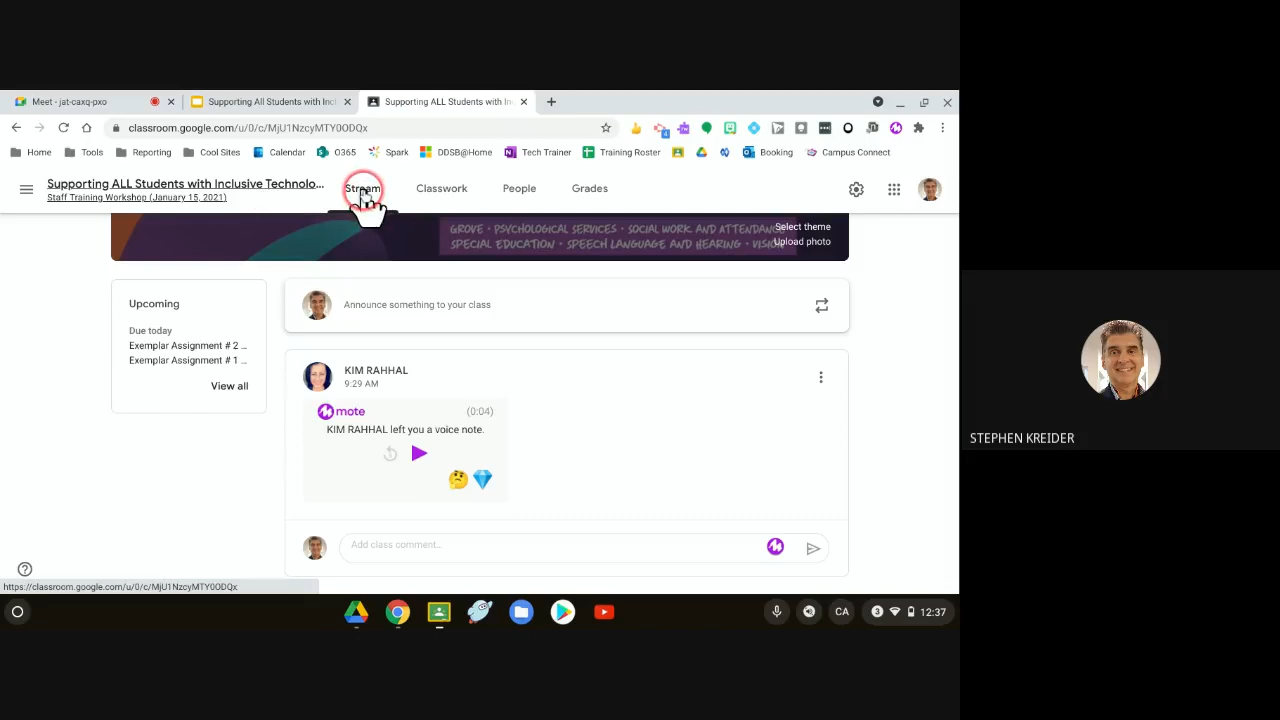 Meet - jat-caxq-pxo
Supporting All Students with Incl
Supporting ALL Students with In
classroom.google.com/u/0/c/MjU1NzcyMTY0ODQx
Home
Tools
Reporting
Cool Sites
Calendar
O365
Spark
DDSB@Home
Tech Trainer
Training Roster
Booking
Campus Connect
Supporting ALL Students with Inclusive Technolo...
Staff Training Workshop (January 15, 2021)
Stream
Classwork
People
Grades
GROVE • PSYCHOLOGICAL SERVICES • SOCIAL WORK AND ATTENDANCE
SPECIAL EDUCATION • SPEECH LANGUAGE AND HEARING • VISION
Select theme
Upload photo
Upcoming
Due today
Exemplar Assignment # 2 ...
Exemplar Assignment # 1 ...
View all
Announce something to your class
KIM RAHHAL
9:29 AM
mote
(0:04)
KIM RAHHAL left you a voice note.
Add class comment...
https://classroom.google.com/u/0/c/MjU1NzcyMTY0ODQx
CA
3
12:37
STEPHEN KREIDER